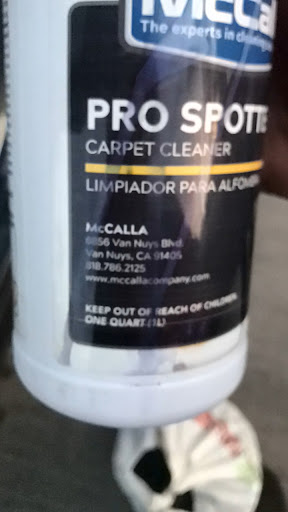 McCa
The experts in cleaning
PRO SPOTTE
CARPET CLEANER
LIMPIADOR PARA ALFOMB
McCALLA
6856 Van Nuys Blvd.
Van Nuys, CA 91405
818.786.2125
www.mccallacompany.com
KEEP OUT OF REACH OF CHILDREN
ONE QUART (1L)